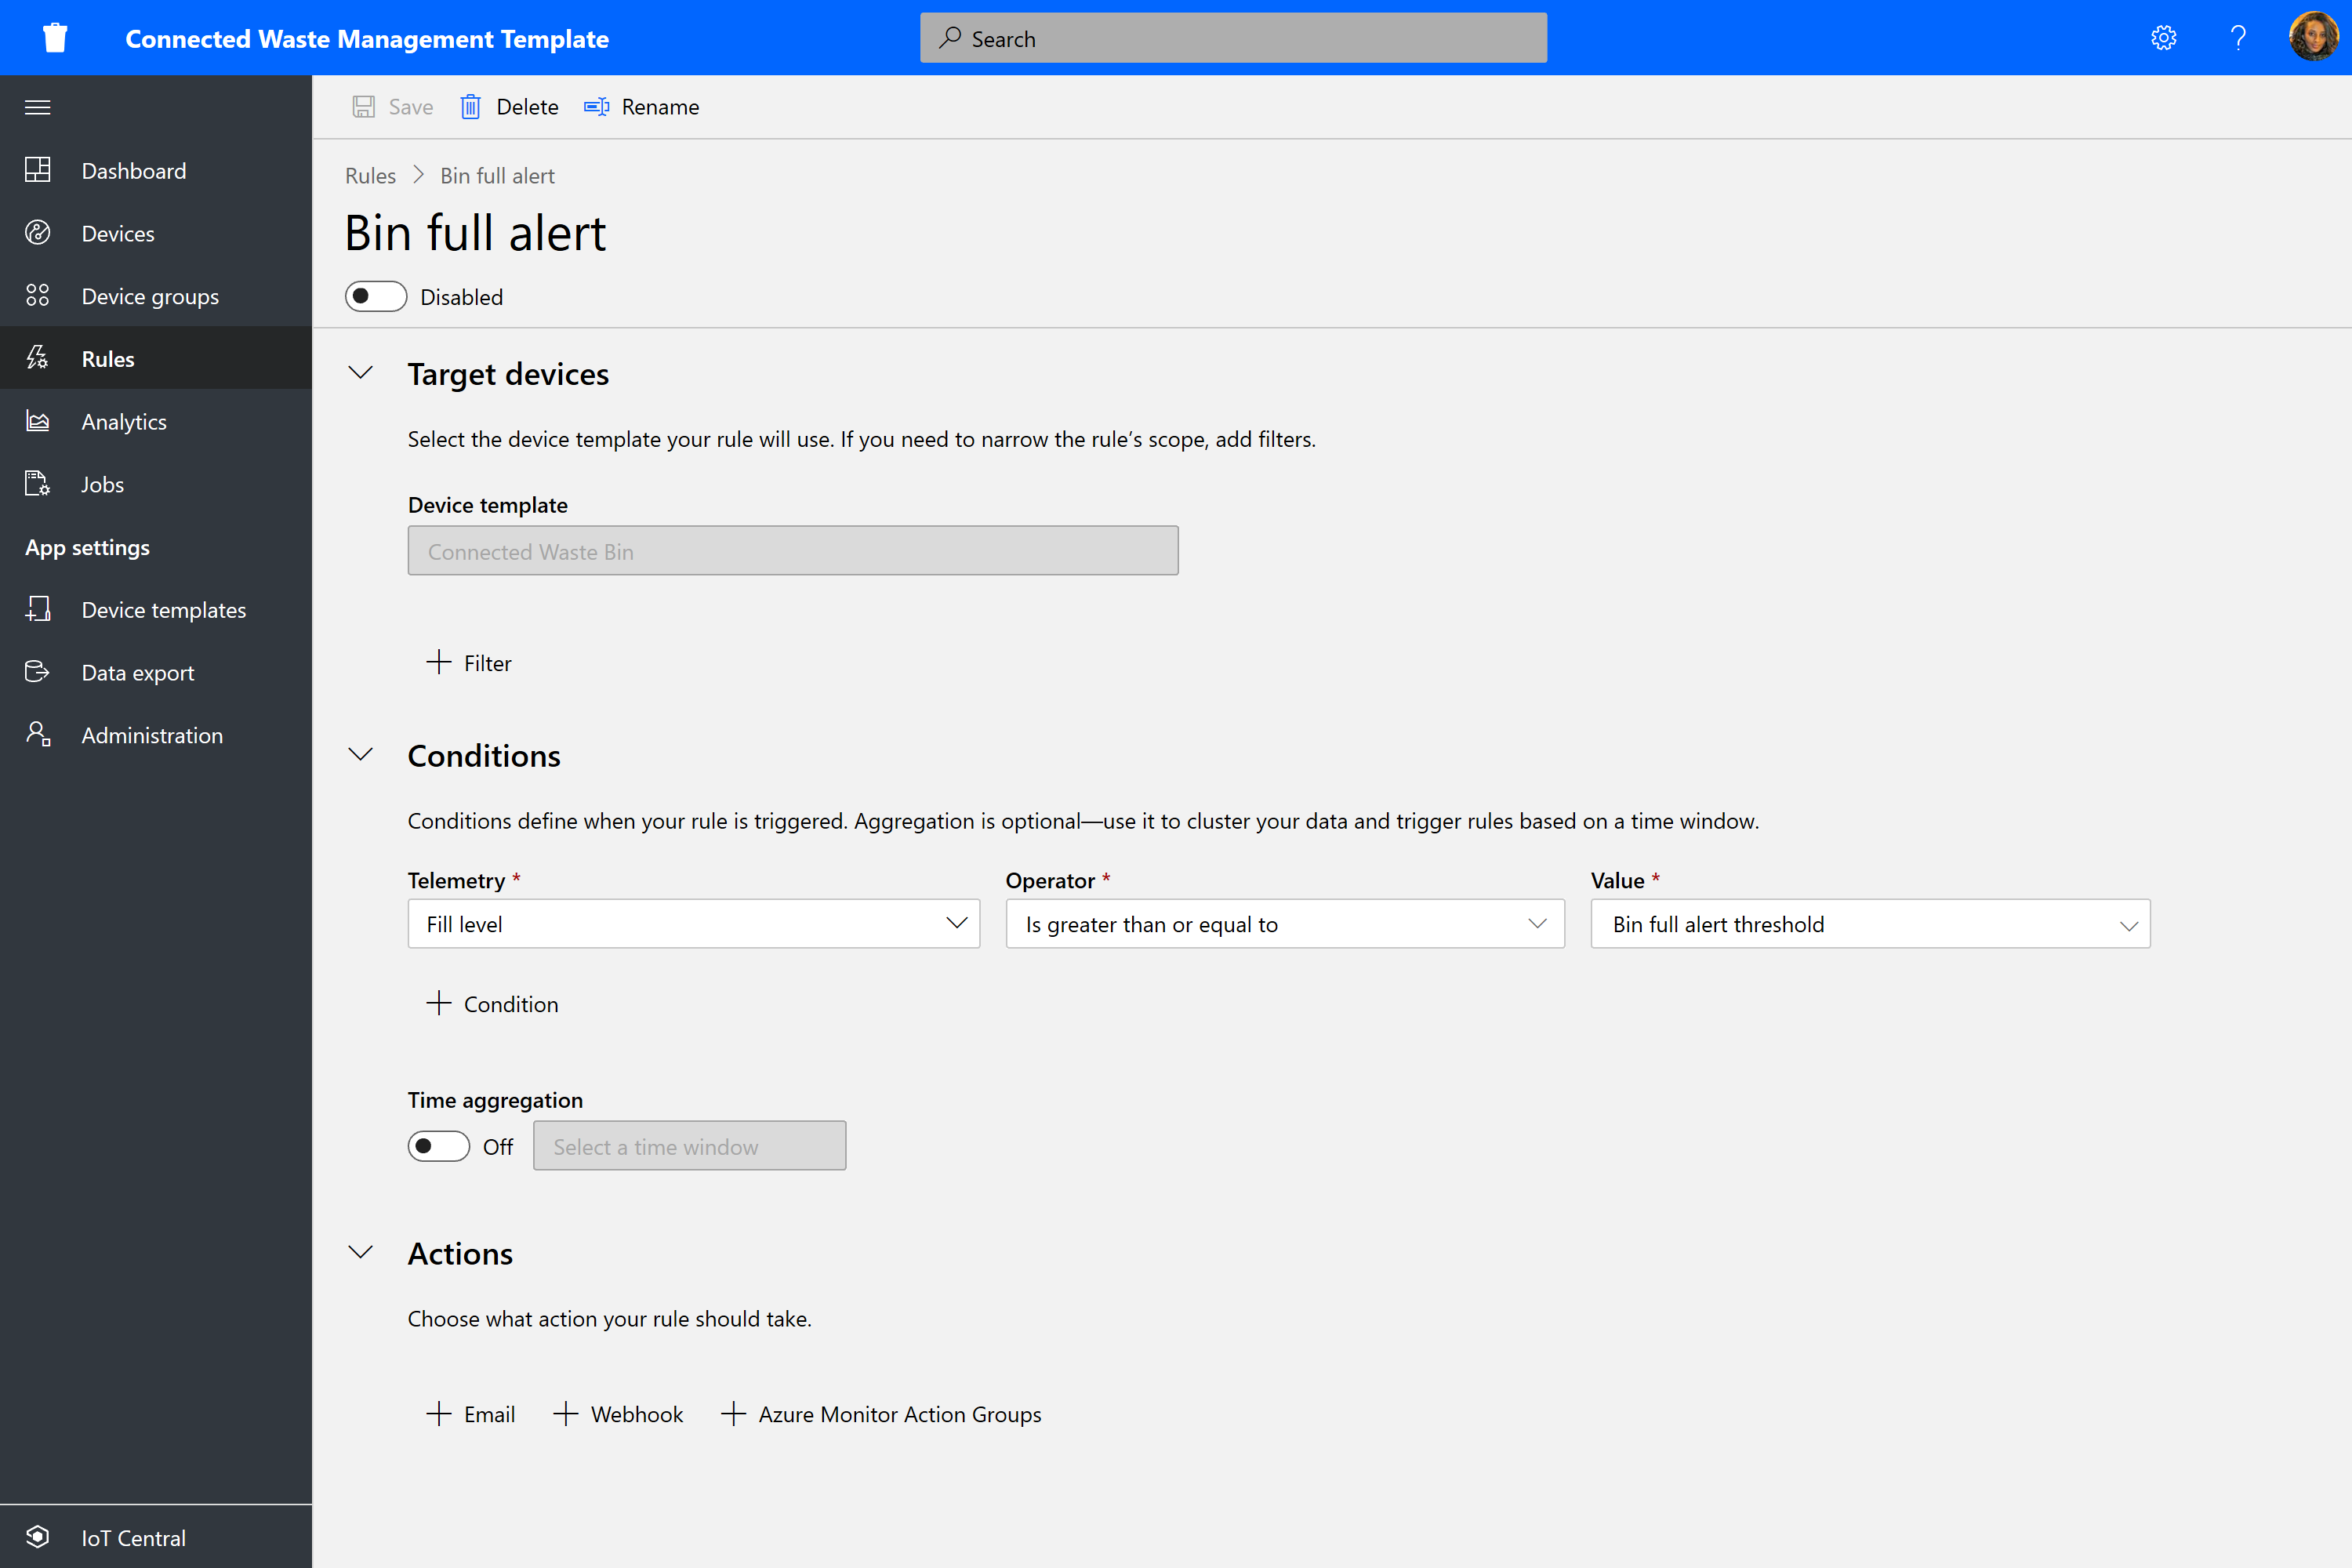 Connected Waste Management Template
Search
Save
Delete
Rename
Dashboard
Devices
Device groups
Rules
Analytics
Jobs
App settings
Device templates
Data export
Administration
IoT Central
Rules > Bin full alert
Bin full alert
Disabled
Target devices
Select the device template your rule will use. If you need to narrow the rule’s scope, add filters.
Device template
Connected Waste Bin
Filter
Conditions
Conditions define when your rule is triggered. Aggregation is optional—use it to cluster your data and trigger rules based on a time window.
Telemetry *
Operator *
Value *
Fill level
Is greater than or equal to
Bin full alert threshold
Condition
Time aggregation
Off
Select a time window
Actions
Choose what action your rule should take.
Email
Webhook
Azure Monitor Action Groups